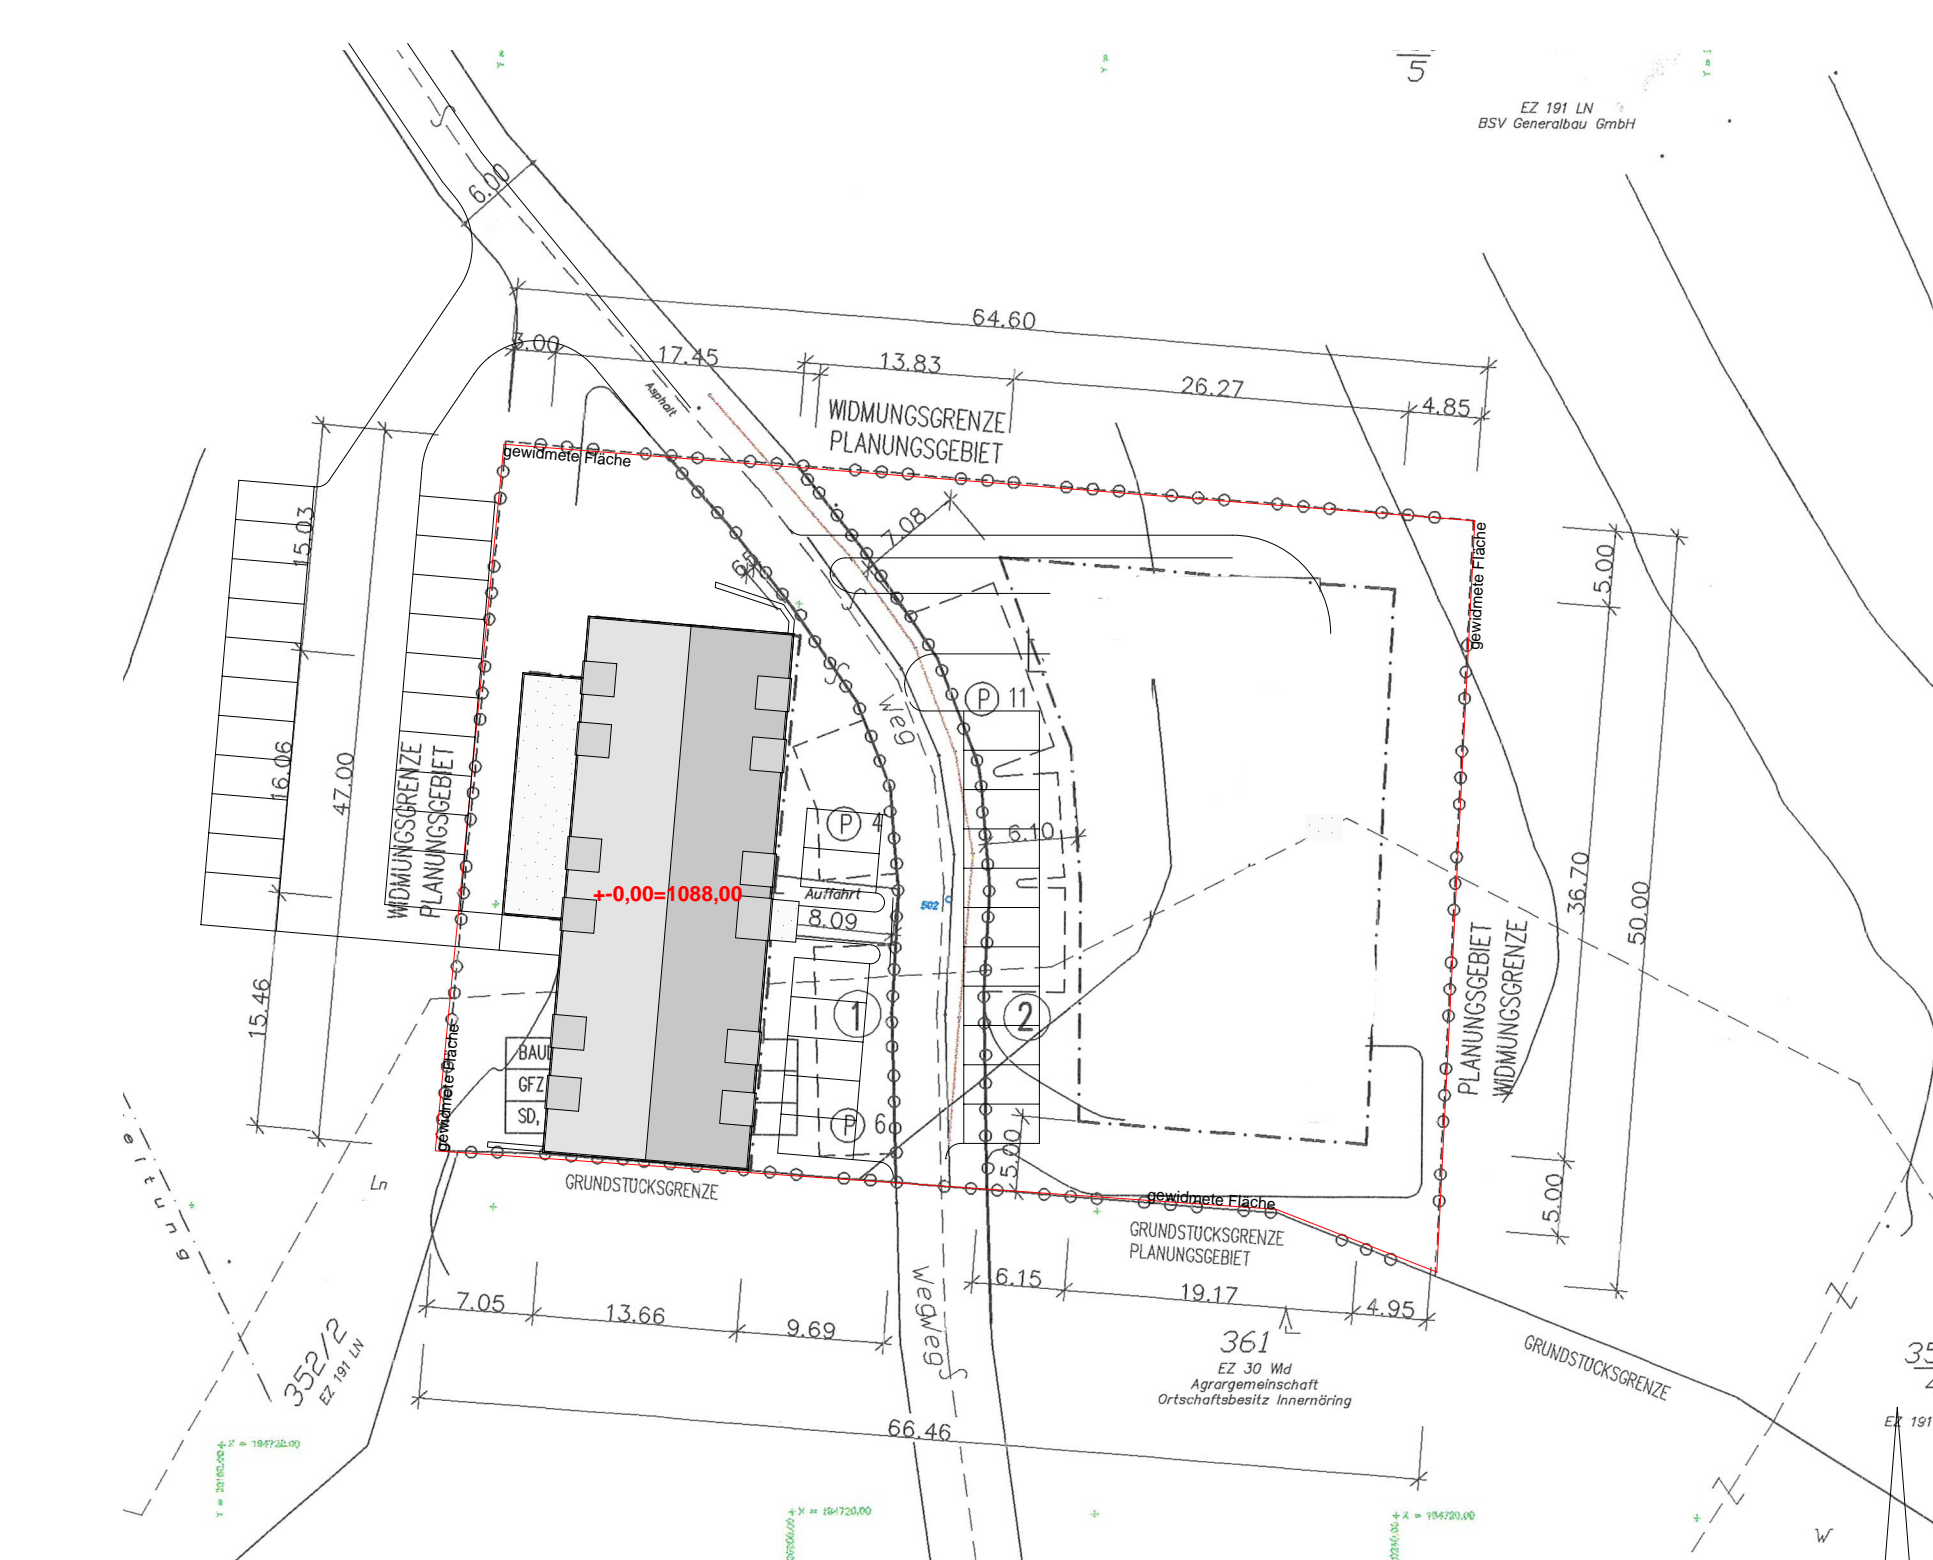 5
EZ 191 LN
BSV Generalbau GmbH
6.00
64.60
3.00
17.45
13.83
26.27
4.85
Asphalt
WIDMUNGSGRENZE
PLANUNGSGEBIET
gewidmete Fläche
7.08
15.03
5.00
gewidmete Fläche
Weg
P 11
16.06
47.00
WIDMUNGSGRENZE
PLANUNGSGEBIET
P 4
6.10
+-0,00=1088,00
Auffahrt
8.09
502
36.70
50.00
PLANUNGSGEBIET
WIDMUNGSGRENZE
15.46
1
2
gewidmete Fläche
GFZ
SD,
P 6
5.00
5.00
GRUNDSTÜCKSGRENZE
gewidmete Fläche
GRUNDSTÜCKSGRENZE
PLANUNGSGEBIET
eitung
7.05
13.66
9.69
Wegweg
6.15
19.17
4.95
361
EZ 30 Wld
Agrargemeinschaft
Ortschaftsbesitz Innernöring
352/2
EZ 191 LN
GRUNDSTÜCKSGRENZE
35
EZ 191
66.46
W